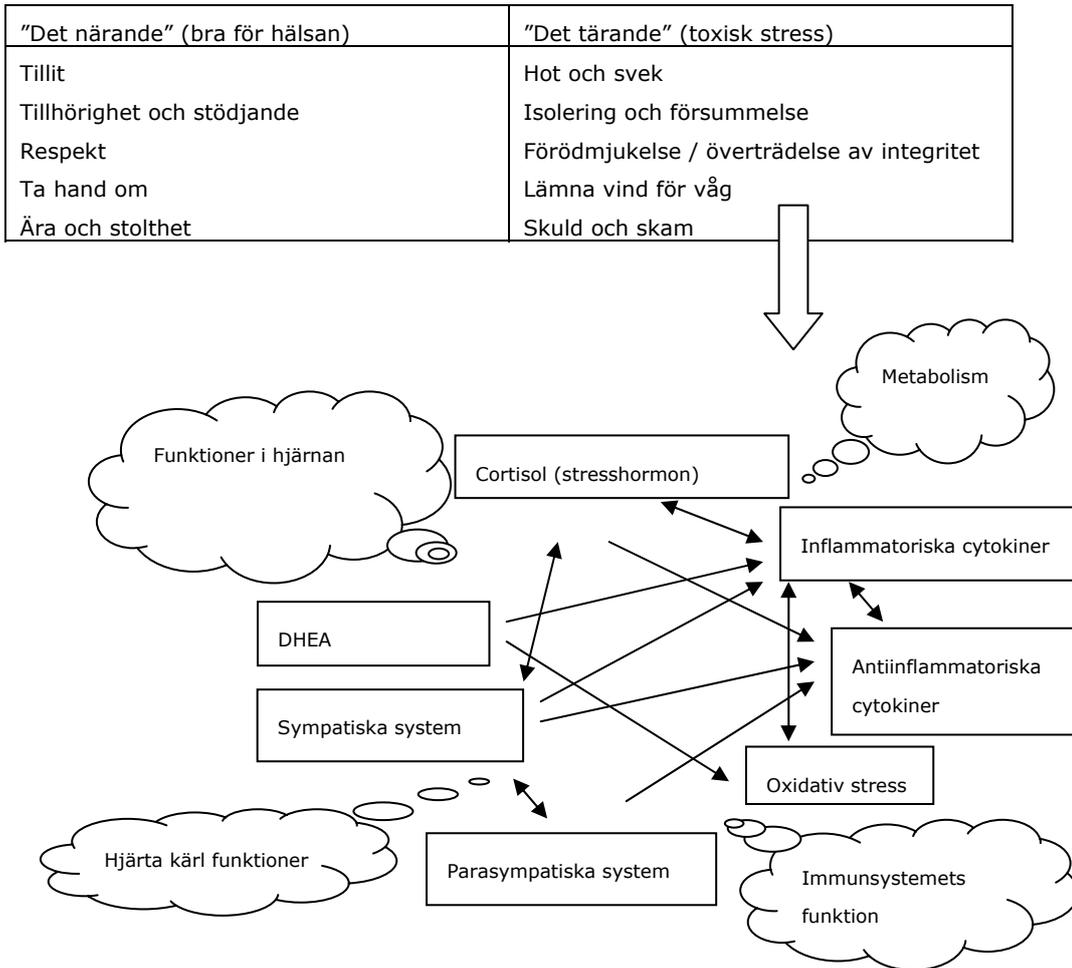 ”Det närande” (bra för hälsan)
”Det tärande” (toxisk stress)
Tillit
Hot och svek
Tillhörighet och stödjande
Isolering och försummelse
Respekt
Förödmjukelse / överträdelse av integritet
Ta hand om
Lämna vind för våg
Ära och stolthet
Skuld och skam
Metabolism
Funktioner i hjärnan
Cortisol (stresshormon)
Inflammatoriska cytokiner
DHEA
Antiinflammatoriska
cytokiner
Sympatiska system
Oxidativ stress
Hjärta kärl funktioner
Parasympatiska system
Immunsystemets
funktion